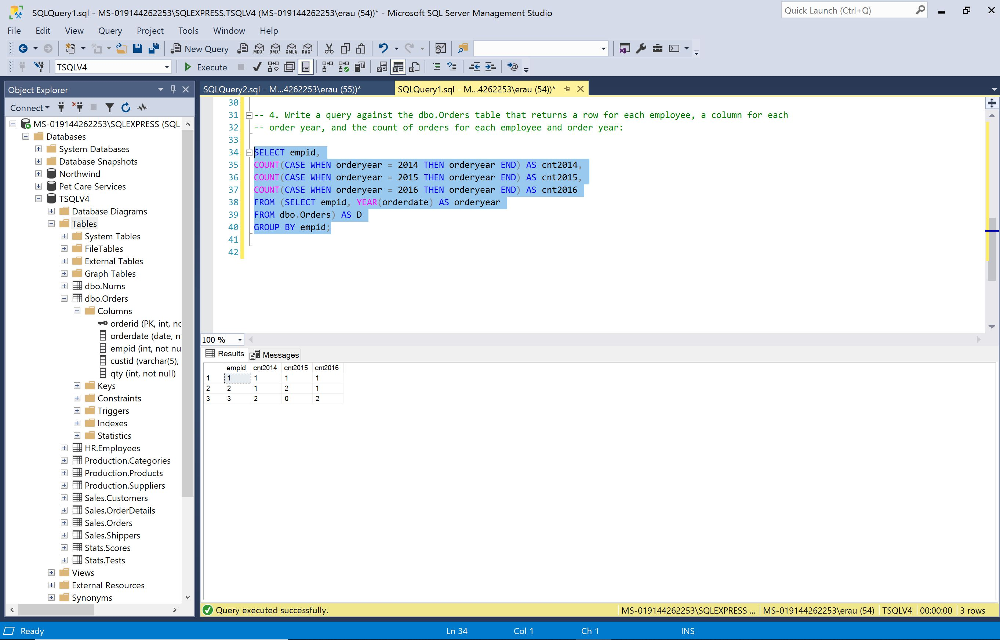 SQLQuery1.sql - MS-019144262253\SQLEXPRESS.TSQLV4 (MS-019144262253\erau (54))* - Microsoft SQL Server Management Studio
Quick Launch (Ctrl+Q)
File Edit View Query Project Tools Window Help
New Query MDX DMX XMLA DAX
TSQLV4 Execute
Object Explorer
Connect
MS-019144262253\SQLEXPRESS (SQL
Databases
System Databases
Database Snapshots
Northwind
Pet Care Services
TSQLV4
Database Diagrams
Tables
System Tables
FileTables
External Tables
Graph Tables
dbo.Nums
dbo.Orders
Columns
orderid (PK, int, no
orderdate (date, n
empid (int, not nu
custid (varchar(5),
qty (int, not null)
Keys
Constraints
Triggers
Indexes
Statistics
HR.Employees
Production.Categories
Production.Products
Production.Suppliers
Sales.Customers
Sales.OrderDetails
Sales.Orders
Sales.Shippers
Stats.Scores
Stats.Tests
Views
External Resources
Synonyms
SQLQuery2.sql - M...4262253\erau (55))* SQLQuery1.sql - M...4262253\erau (54))*
30
31 -- 4. Write a query against the dbo.Orders table that returns a row for each employee, a column for each
32 -- order year, and the count of orders for each employee and order year:
33
34 SELECT empid,
35 COUNT(CASE WHEN orderyear = 2014 THEN orderyear END) AS cnt2014,
36 COUNT(CASE WHEN orderyear = 2015 THEN orderyear END) AS cnt2015,
37 COUNT(CASE WHEN orderyear = 2016 THEN orderyear END) AS cnt2016
38 FROM (SELECT empid, YEAR(orderdate) AS orderyear
39 FROM dbo.Orders) AS D
40 GROUP BY empid;
41
42
100 %
Results Messages
empid cnt2014 cnt2015 cnt2016
1 1 1 1 1
2 2 1 2 1
3 3 2 0 2
Query executed successfully. MS-019144262253\SQLEXPRESS ... MS-019144262253\erau (54) TSQLV4 00:00:00 3 rows
Ready Ln 34 Col 1 Ch 1 INS